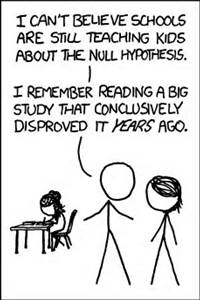 I CAN'T BELIEVE SCHOOLS
ARE STILL TEACHING KIDS
ABOUT THE NULL HYPOTHESIS.
I REMEMBER READING A BIG
STUDY THAT CONCLUSIVELY
DISPROVED IT YEARS AGO.